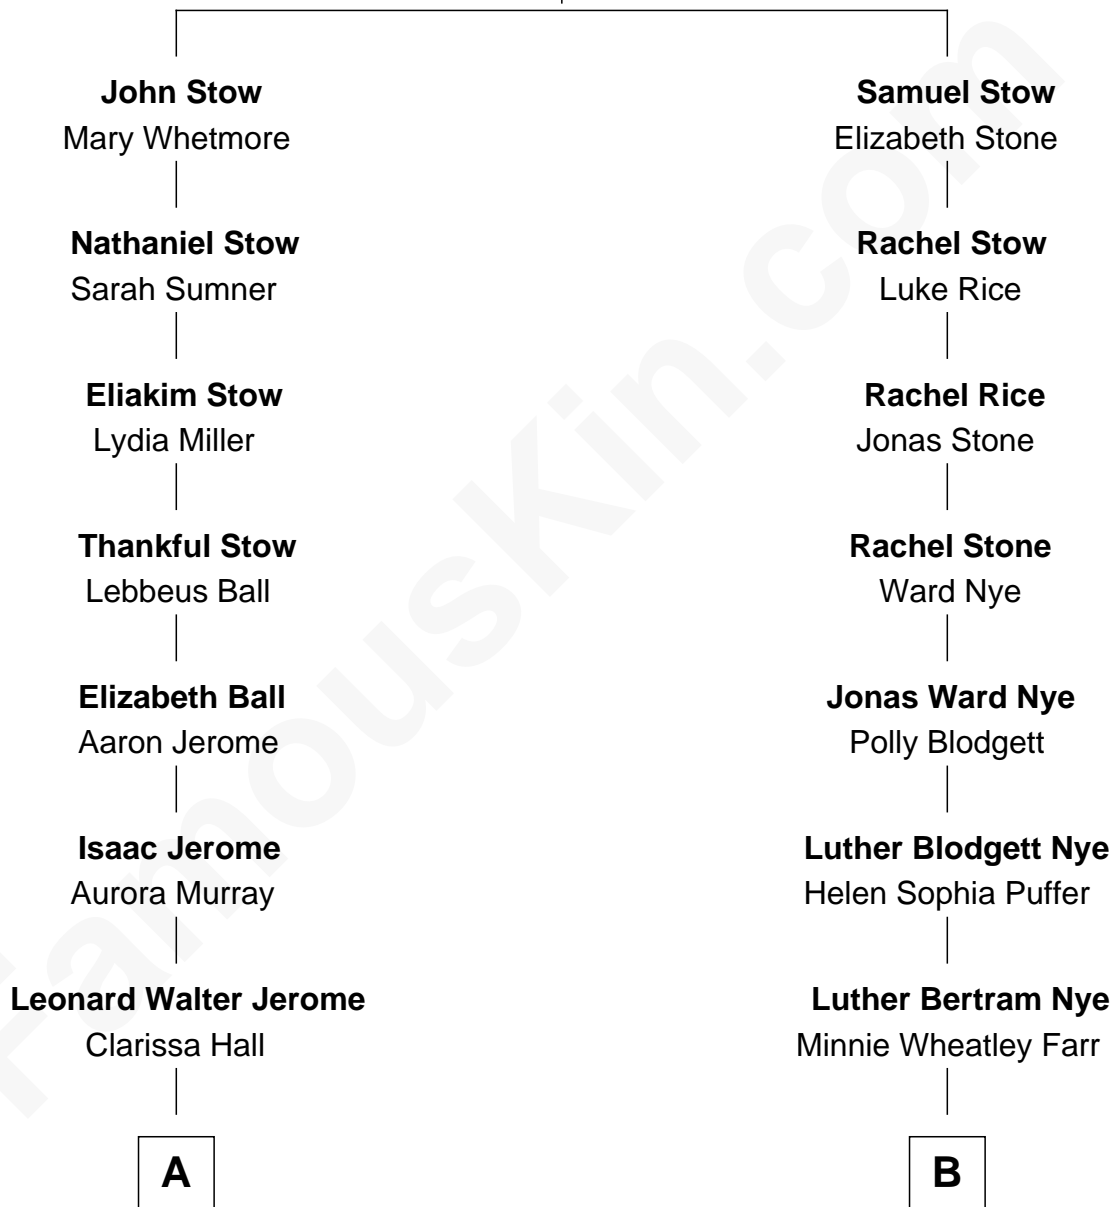 John Stow
Mary Whetmore
Nathaniel Stow
Sarah Sumner
Eliakim Stow
Lydia Miller
Thankful Stow
Lebbeus Ball
Elizabeth Ball
Aaron Jerome
Isaac Jerome
Aurora Murray
Leonard Walter Jerome
Clarissa Hall
A
Samuel Stow
Elizabeth Stone
Rachel Stow
Luke Rice
Rachel Rice
Jonas Stone
Rachel Stone
Ward Nye
Jonas Ward Nye
Polly Blodgett
Luther Blodgett Nye
Helen Sophia Puffer
Luther Bertram Nye
Minnie Wheatley Farr
B
FamousKin.com